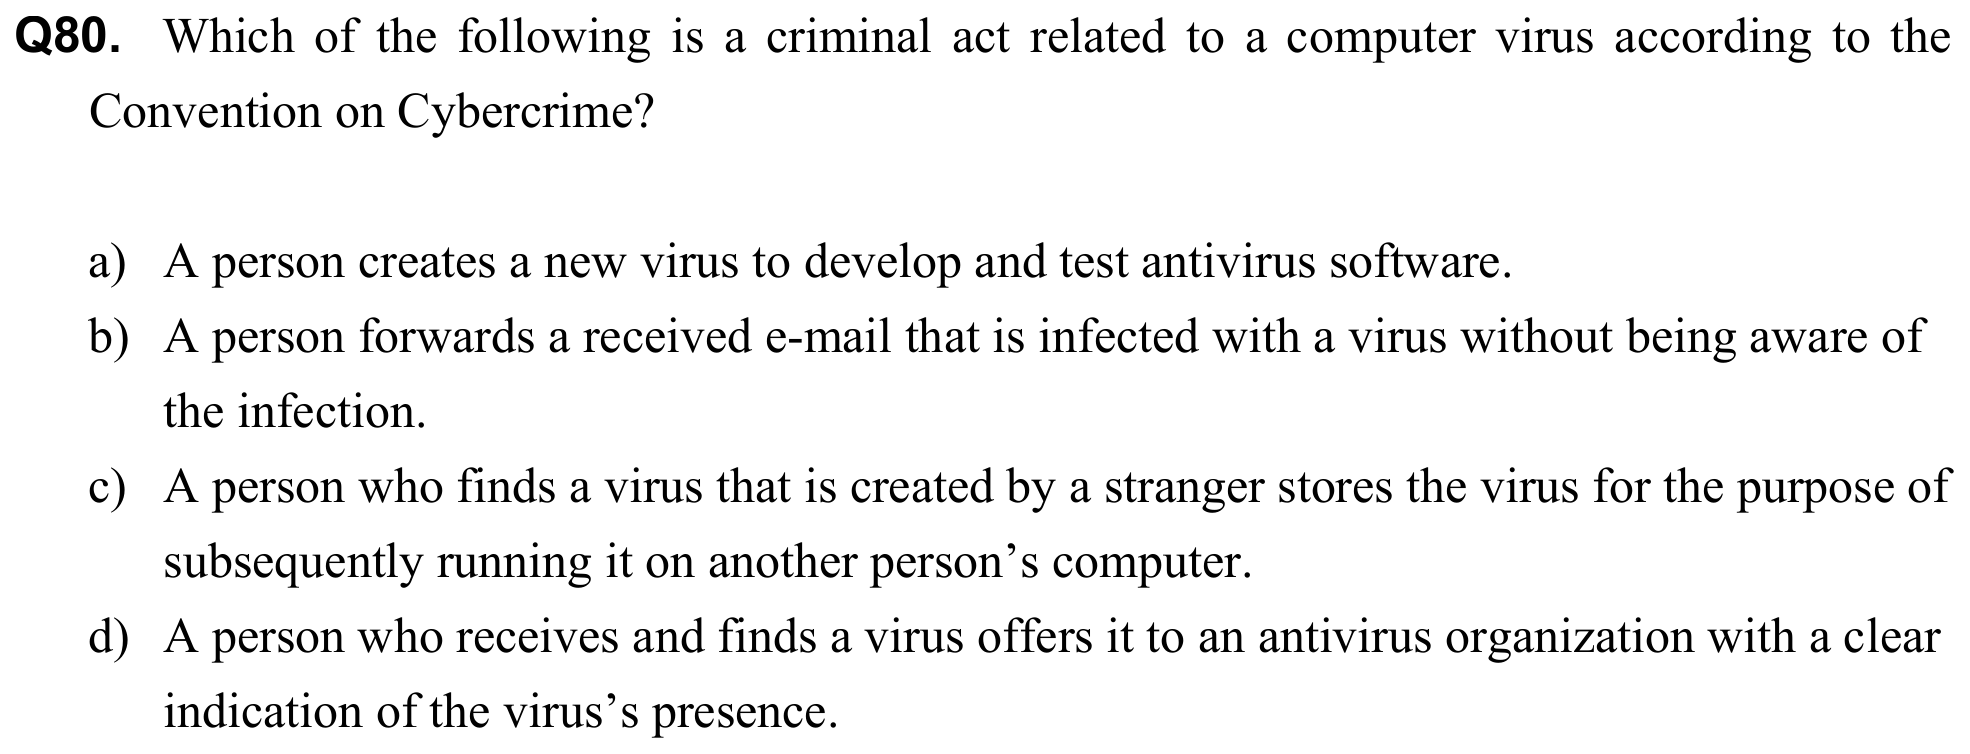 Q80. Which of the following is a criminal act related to a computer virus according to the
Convention on Cybercrime?
a) A person creates a new virus to develop and test antivirus software.
b) A person forwards a received e-mail that is infected with a virus without being aware of
the infection.
c) A person who finds a virus that is created by a stranger stores the virus for the purpose of
subsequently running it on another person’s computer.
d) A person who receives and finds a virus offers it to an antivirus organization with a clear
indication of the virus’s presence.